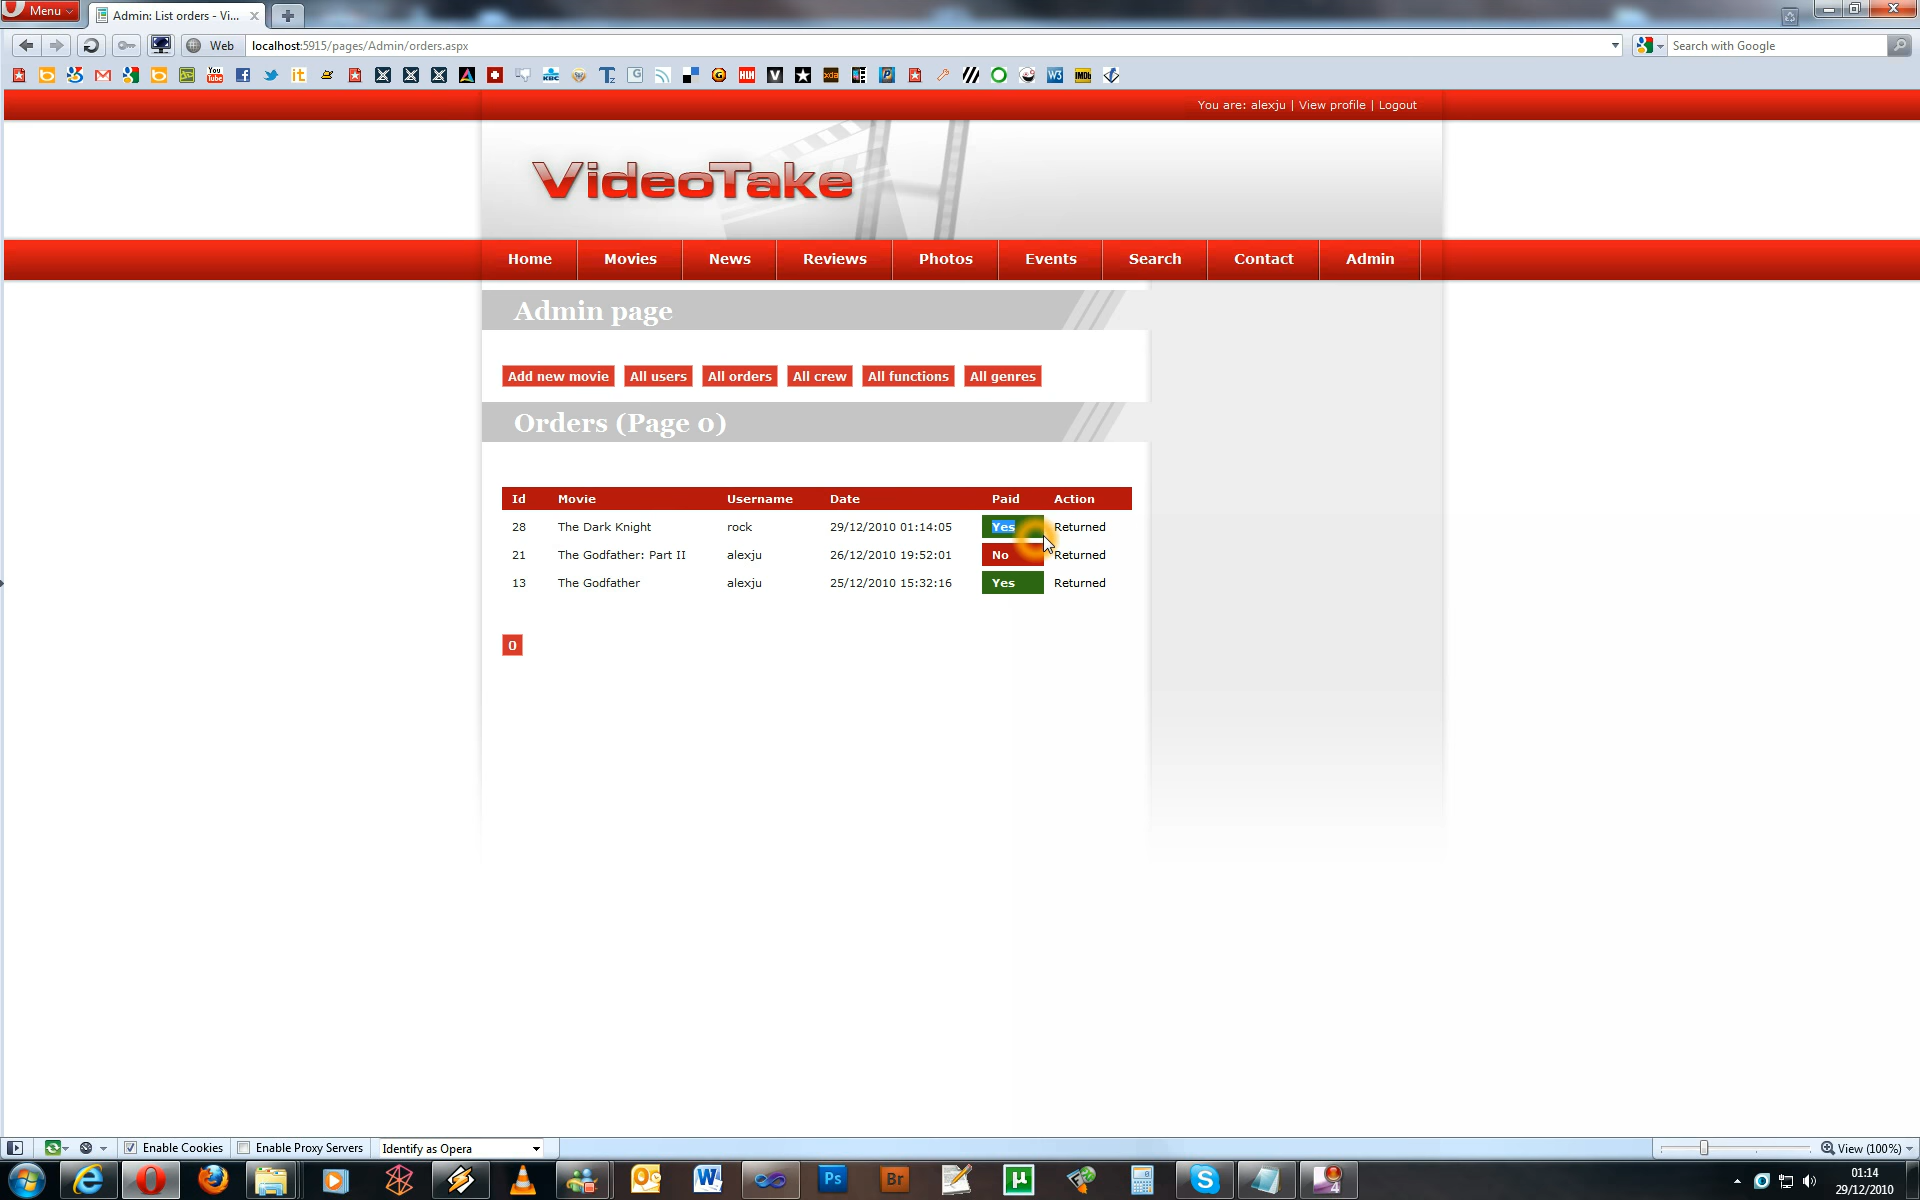 Menu
Admin: List orders - Vi...
Web
localhost:5915/pages/Admin/orders.aspx
Search with Google
You are: alexju | View profile | Logout
VideoTake
Home Movies News Reviews Photos Events Search Contact Admin
Admin page
Add new movie All users All orders All crew All functions All genres
Orders (Page 0)
Id Movie Username Date Paid Action
28 The Dark Knight rock 29/12/2010 01:14:05 Yes Returned
21 The Godfather: Part II alexju 26/12/2010 19:52:01 No Returned
13 The Godfather alexju 25/12/2010 15:32:16 Yes Returned
0
Enable Cookies Enable Proxy Servers Identify as Opera View (100%)
Ps Br
01:14
29/12/2010